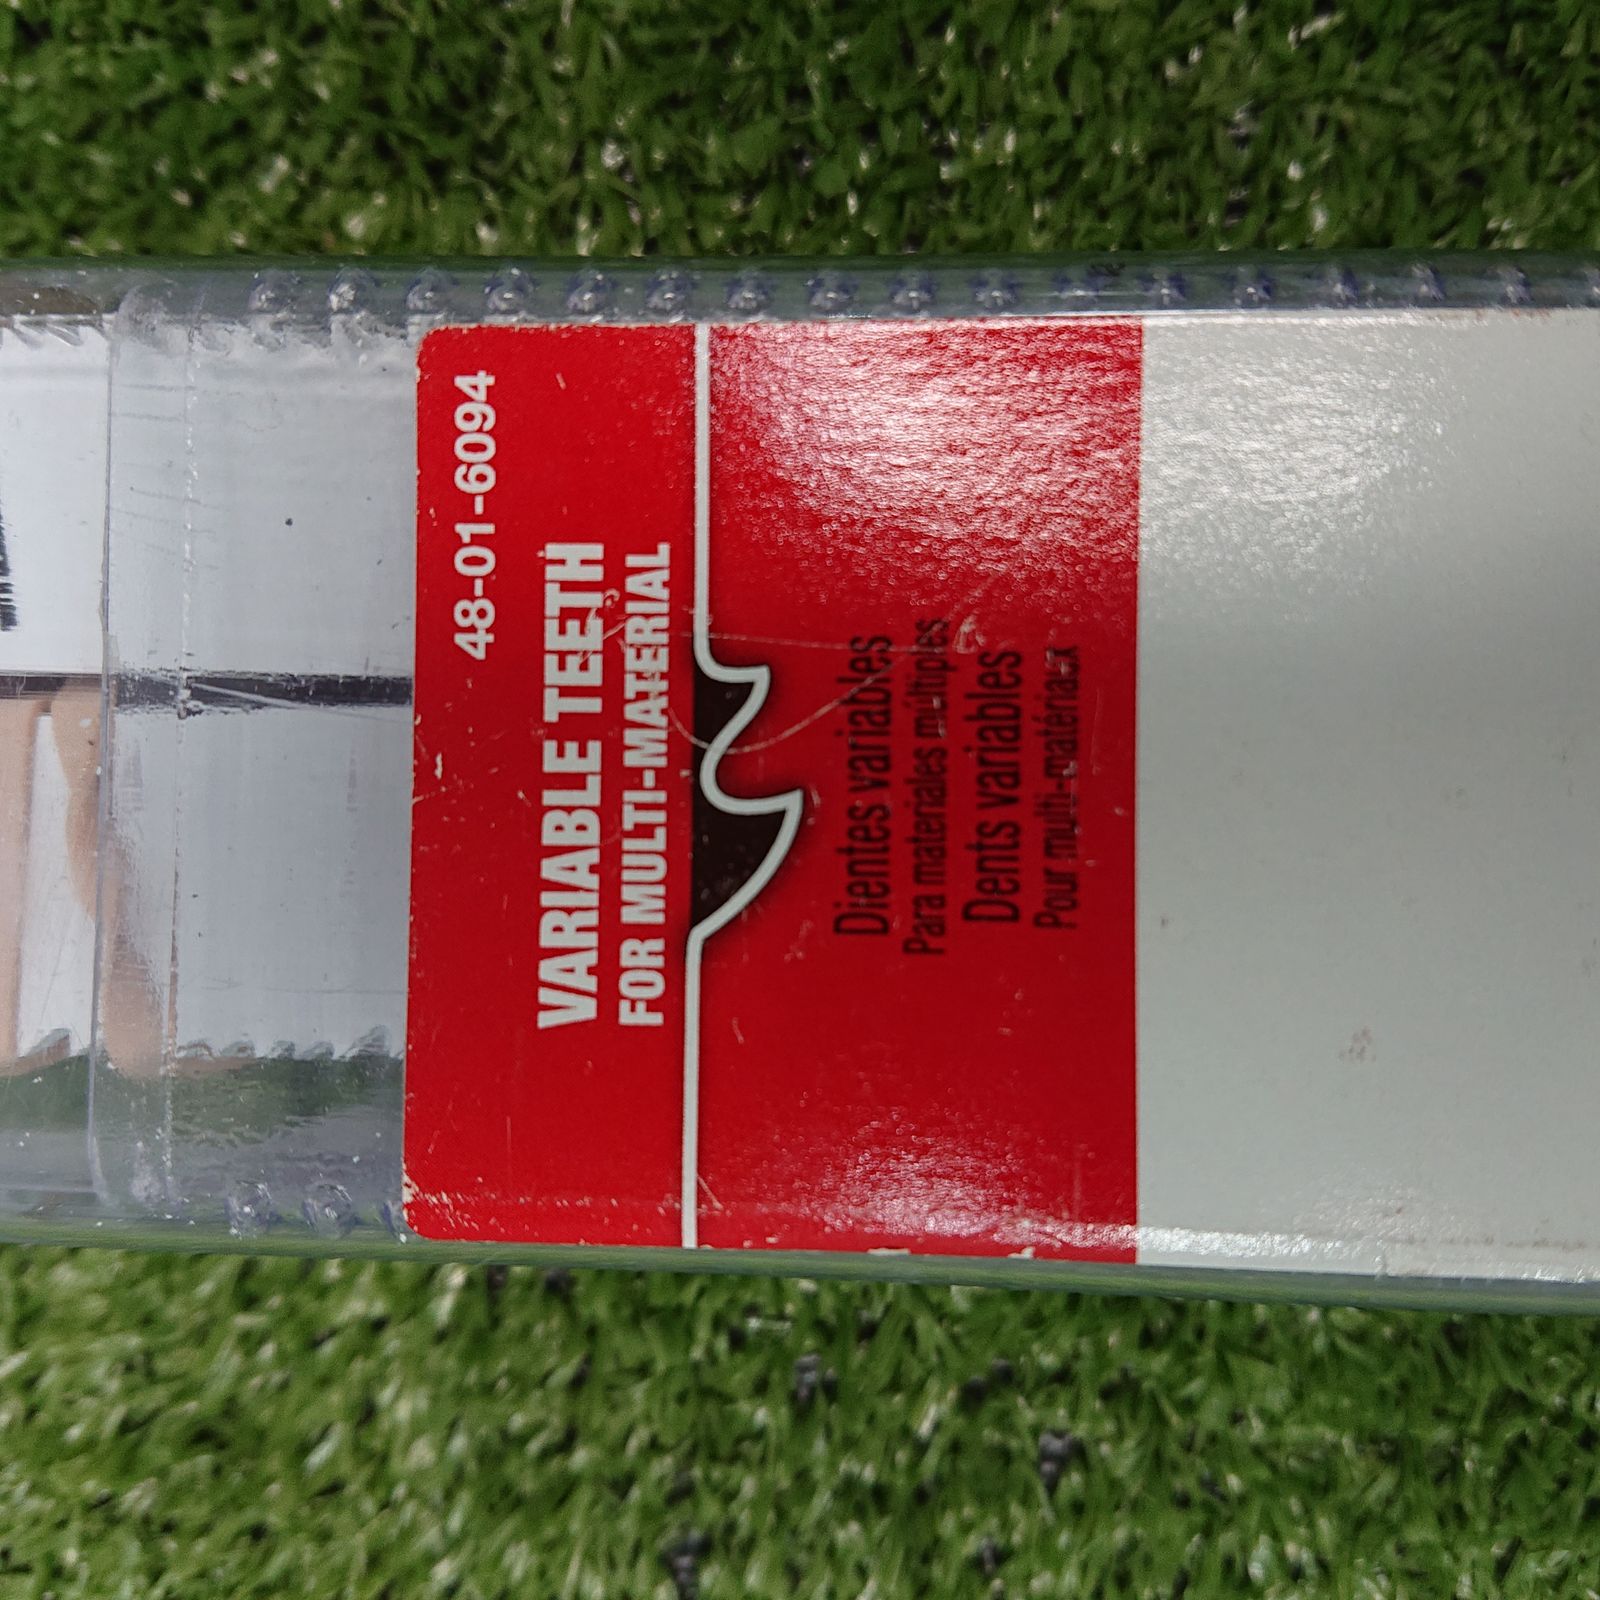 48-01-6094
VARIABLE TEETH
FOR MULTI-MATERIAL
Dientes variables
Para materiales múltiples
Dents variables
Pour multi-matériaux